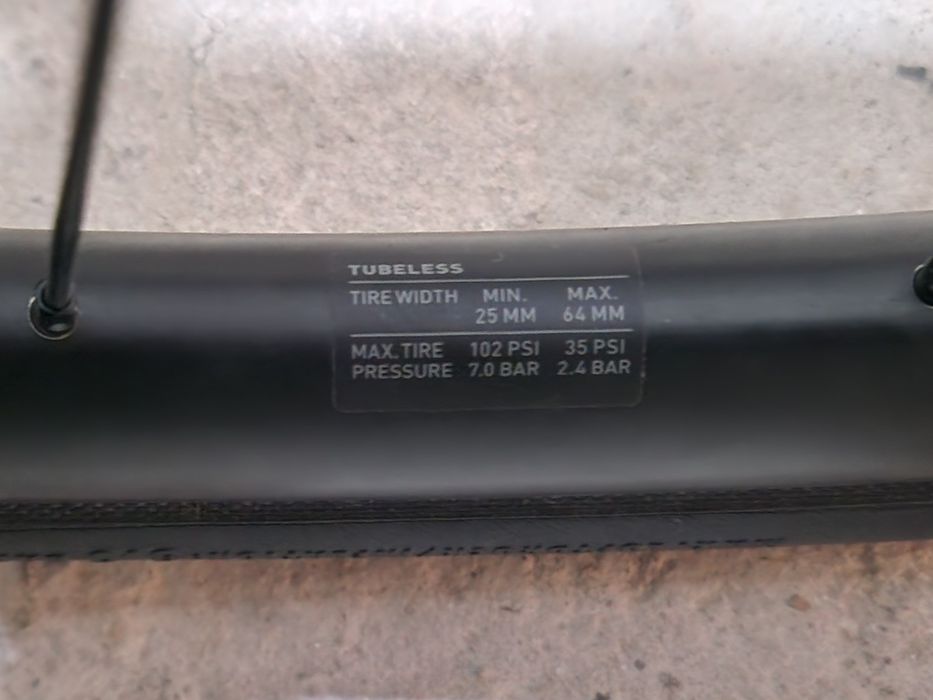 TUBELESS
TIRE WIDTH MIN. MAX.
25 MM 64 MM
MAX. TIRE 102 PSI 35 PSI
PRESSURE 7.0 BAR 2.4 BAR